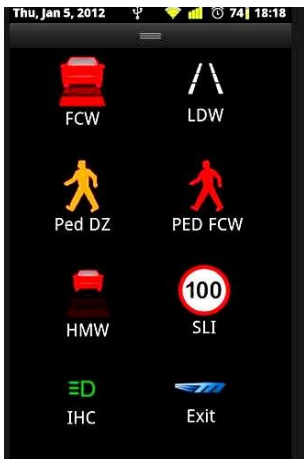 Thu, Jan 5, 2012 74 18:18
FCW LDW
Ped DZ PED FCW
100
HMW SLI
IHC Exit